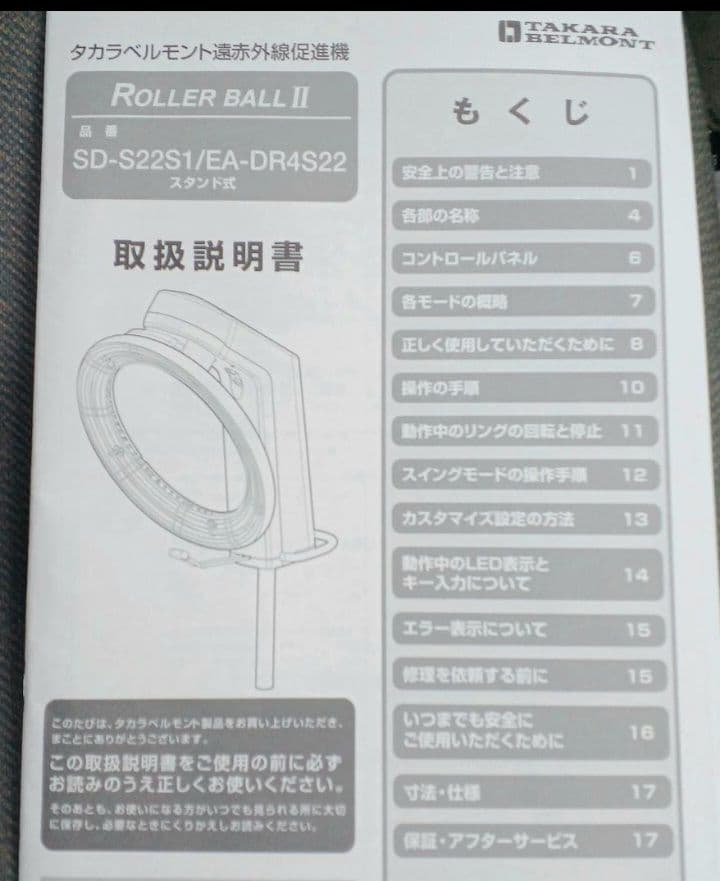 TAKARA
BELMONT
タカラベルモント遠赤外線促進機
ROLLER BALL II
品番
SD-S22S1/EA-DR4S22
スタンド式
取扱説明書
このたびは、タカラベルモント製品をお買い上げいただき、
まことにありがとうございます。
この取扱説明書をご使用の前に必ず
お読みのうえ正しくお使いください。
そのあとも、お使いになる方がいつでも見られる所に大切
に保存し、必要なときにくりかえしお読みください。
もくじ
安全上の警告と注意 1
各部の名称 4
コントロールパネル 6
各モードの概略 7
正しく使用していただくために 8
操作の手順 10
動作中のリングの回転と停止 11
スイングモードの操作手順 12
カスタマイズ設定の方法 13
動作中のLED表示と
キー入力について 14
エラー表示について 15
修理を依頼する前に 15
いつまでも安全に
ご使用いただくために 16
寸法・仕様 17
保証・アフターサービス 17